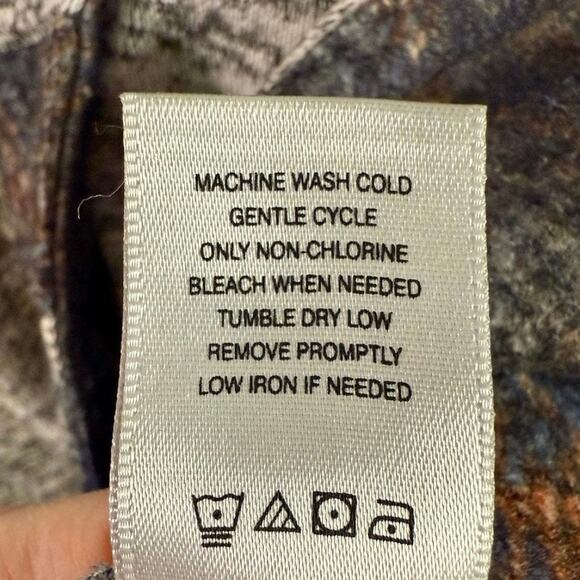 MACHINE WASH COLD
GENTLE CYCLE
ONLY NON-CHLORINE
BLEACH WHEN NEEDED
TUMBLE DRY LOW
REMOVE PROMPTLY
LOW IRON IF NEEDED